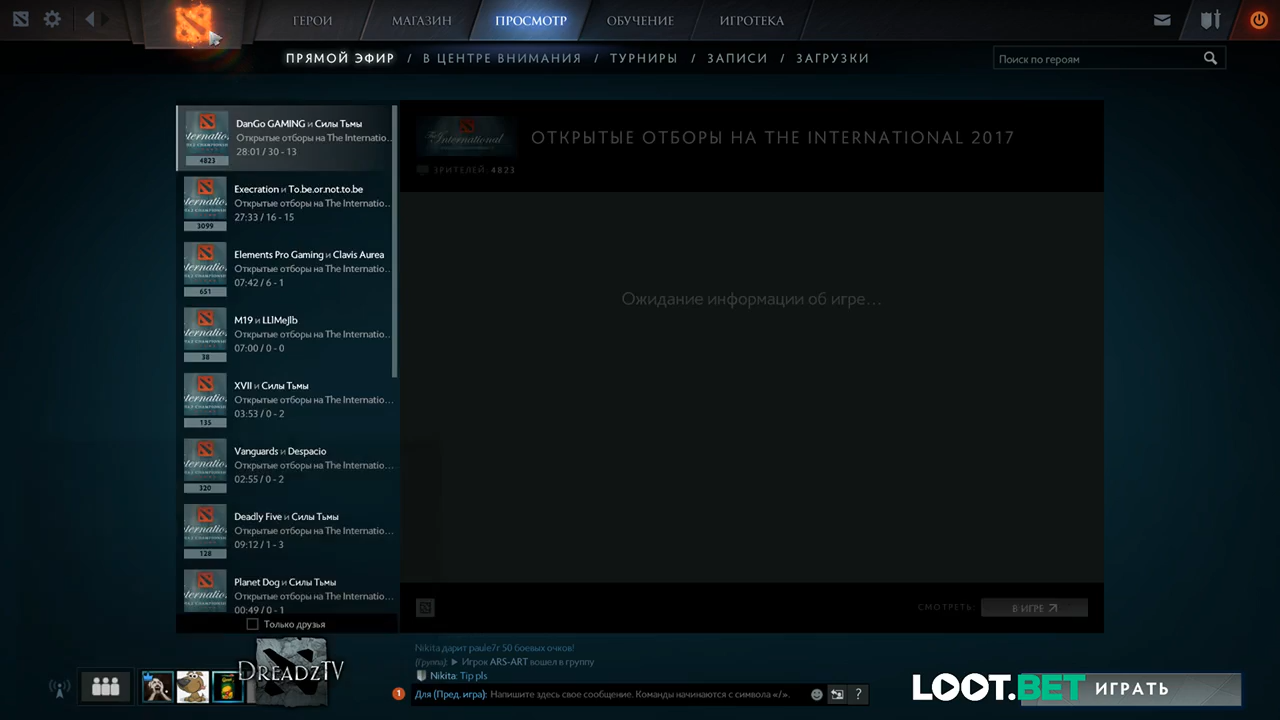 ГЕРОИ
МАГАЗИН
ПРОСМОТР
ОБУЧЕНИЕ
ИГРОТЕКА
ПРЯМОЙ ЭФИР / В ЦЕНТРЕ ВНИМАНИЯ / ТУРНИРЫ / ЗАПИСИ / ЗАГРУЗКИ
Поиск по героям
DanGo GAMING и Силы Тьмы
Открытые отборы на The Internatio...
28:01 / 30 - 13
4823
Execration и To.be.or.not.to.be
Открытые отборы на The Internatio...
27:33 / 16 - 15
3099
Elements Pro Gaming и Clavis Aurea
Открытые отборы на The Internatio...
07:42 / 6 - 1
651
M19 и LLlMeJlb
Открытые отборы на The Internatio...
07:00 / 0 - 0
38
XVII и Силы Тьмы
Открытые отборы на The Internatio...
03:53 / 0 - 2
135
Vanguards и Despacio
Открытые отборы на The Internatio...
02:55 / 0 - 2
320
Deadly Five и Силы Тьмы
Открытые отборы на The Internatio...
09:12 / 1 - 3
128
Planet Dog и Силы Тьмы
Открытые отборы на The Internatio...
00:49 / 0 - 1
Только друзья
The International
ОТКРЫТЫЕ ОТБОРЫ НА THE INTERNATIONAL 2017
ЗРИТЕЛЕЙ 4823
Ожидание информации об игре...
СМОТРЕТЬ:
В ИГРЕ
DREADZTV
Nikita дарит paule7r 50 боевых очков!
(Группа): Игрок ARS-ART вошел в группу
Nikita: Tip pls
1
Для (Пред. игра): Напишите здесь свое сообщение. Команды начинаются с символа «/».
?
LOOT.BET
ИГРАТЬ